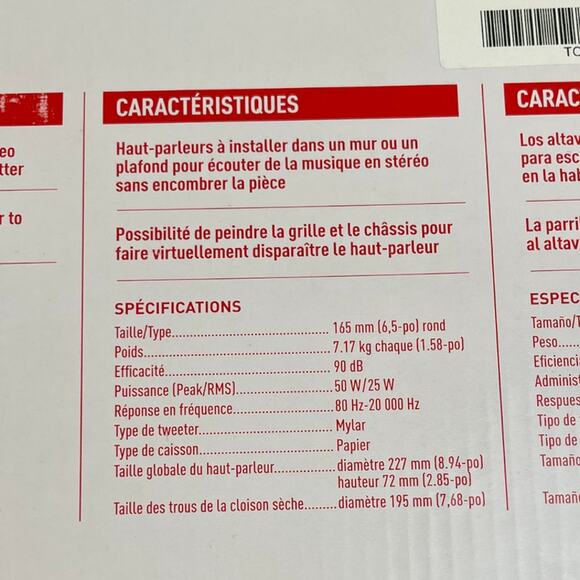 TC
eo
tter
r to
CARACTÉRISTIQUES
Haut-parleurs à installer dans un mur ou un
plafond pour écouter de la musique en stéréo
sans encombrer la pièce
Possibilité de peindre la grille et le châssis pour
faire virtuellement disparaître le haut-parleur
SPÉCIFICATIONS
Taille/Type............................................ 165 mm (6,5-po) rond
Poids...................................................7.17 kg chaque (1.58-po)
Efficacité.............................................. 90 dB
Puissance (Peak/RMS)..........................50 W/25 W
Réponse en fréquence..........................80 Hz-20 000 Hz
Type de tweeter.................................... Mylar
Type de caisson.................................... Papier
Taille globale du haut-parleur................diamètre 227 mm (8.94-po)
hauteur 72 mm (2.85-po)
Taille des trous de la cloison sèche........diamètre 195 mm (7,68-po)
CARAC
Los altav
para esc
en la hab
La parri
al altav
ESPEC
Tamaño/T
Peso.....
Eficienci
Administ
Respues
Tipo de
Tipo de
Tamaño
Tamañ